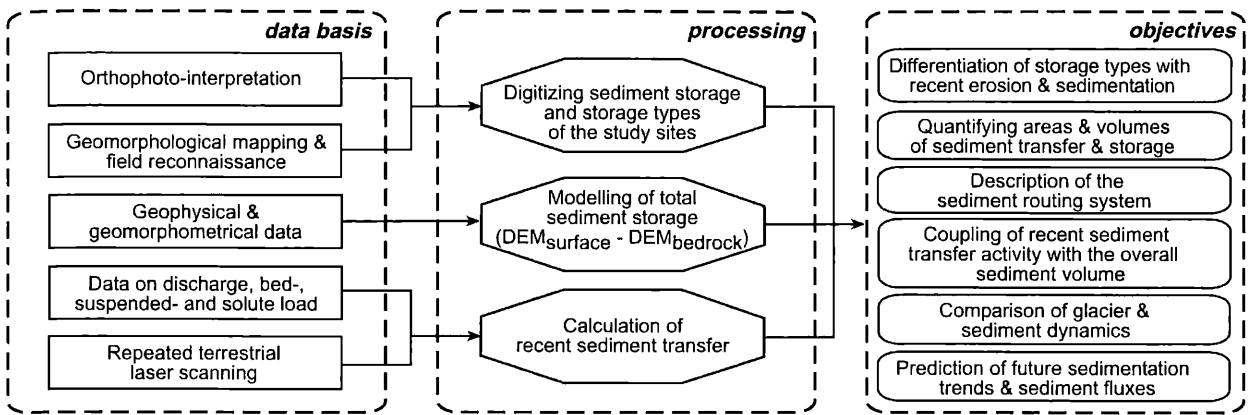 data basis
Orthophoto-interpretation
Geomorphological mapping &
field reconnaissance
Geophysical &
geomorphometrical data
Data on discharge, bed-,
suspended- and solute load
Repeated terrestrial
laser scanning
processing
Digitizing sediment storage
and storage types
of the study sites
Modelling of total
sediment storage
(DEMsurface - DEMbedrock)
Calculation of
recent sediment transfer
objectives
Differentiation of storage types with
recent erosion & sedimentation
Quantifying areas & volumes
of sediment transfer & storage
Description of the
sediment routing system
Coupling of recent sediment
transfer activity with the overall
sediment volume
Comparison of glacier &
sediment dynamics
Prediction of future sedimentation
trends & sediment fluxes